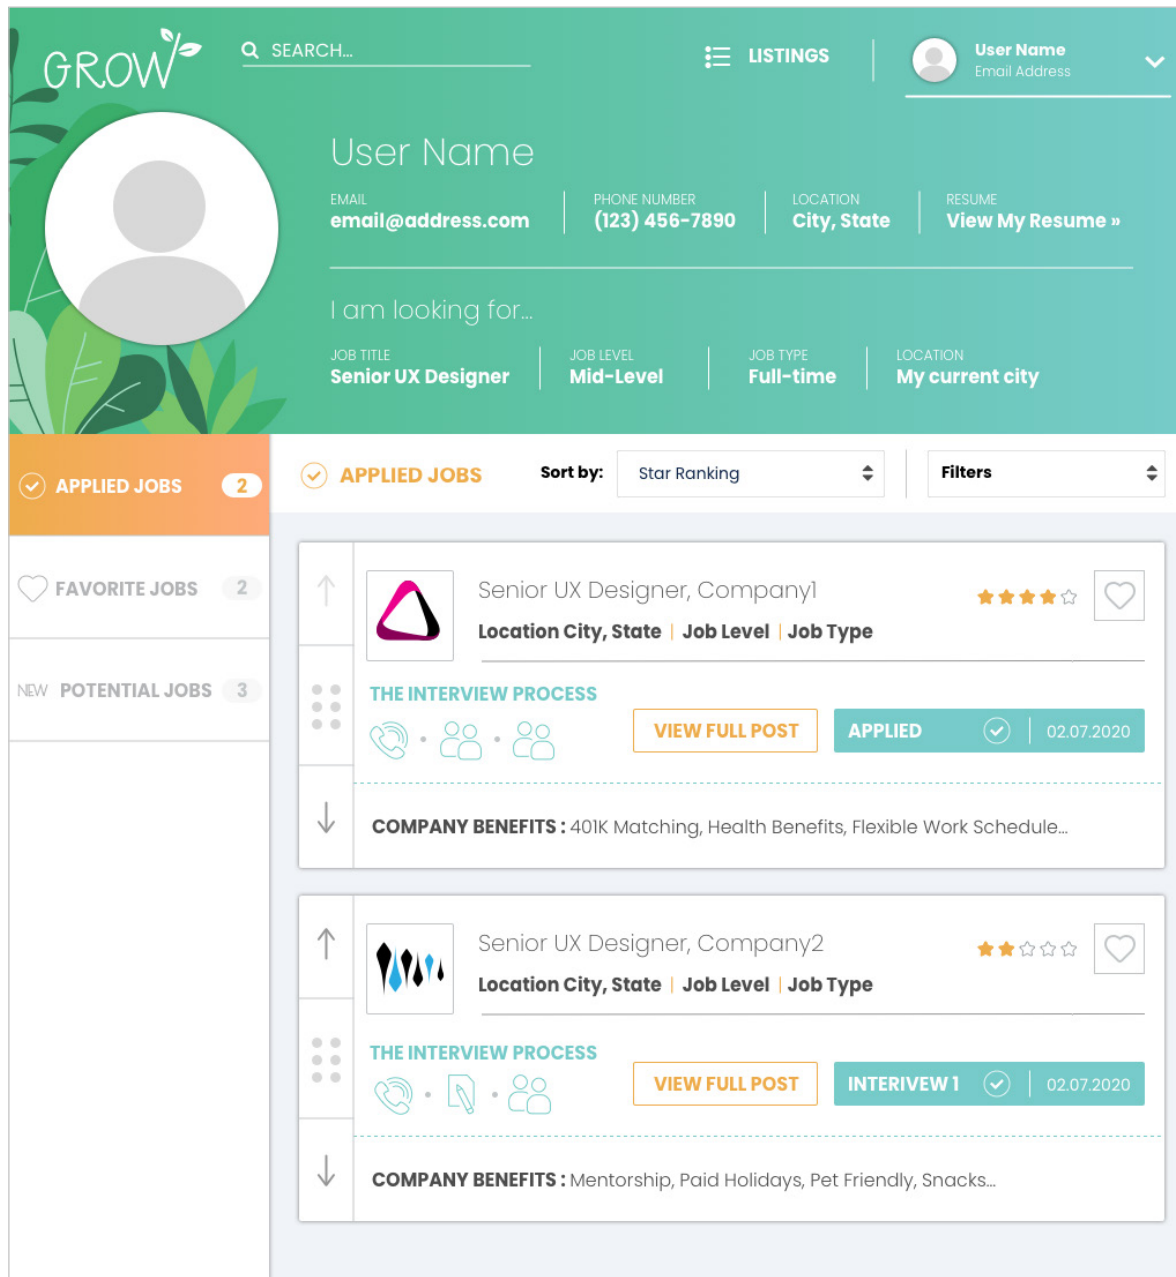 GROW
SEARCH...
LISTINGS
User Name
Email Address
User Name
EMAIL
email@address.com
PHONE NUMBER
(123) 456-7890
LOCATION
City, State
RESUME
View My Resume »
I am looking for...
JOB TITLE
Senior UX Designer
JOB LEVEL
Mid-Level
JOB TYPE
Full-time
LOCATION
My current city
APPLIED JOBS 2
FAVORITE JOBS 2
NEW POTENTIAL JOBS 3
APPLIED JOBS
Sort by:
Star Ranking
Filters
Senior UX Designer, Company1
Location City, State | Job Level | Job Type
THE INTERVIEW PROCESS
VIEW FULL POST
APPLIED | 02.07.2020
COMPANY BENEFITS : 401K Matching, Health Benefits, Flexible Work Schedule...
Senior UX Designer, Company2
Location City, State | Job Level | Job Type
THE INTERVIEW PROCESS
VIEW FULL POST
INTERIVEW 1 | 02.07.2020
COMPANY BENEFITS : Mentorship, Paid Holidays, Pet Friendly, Snacks...